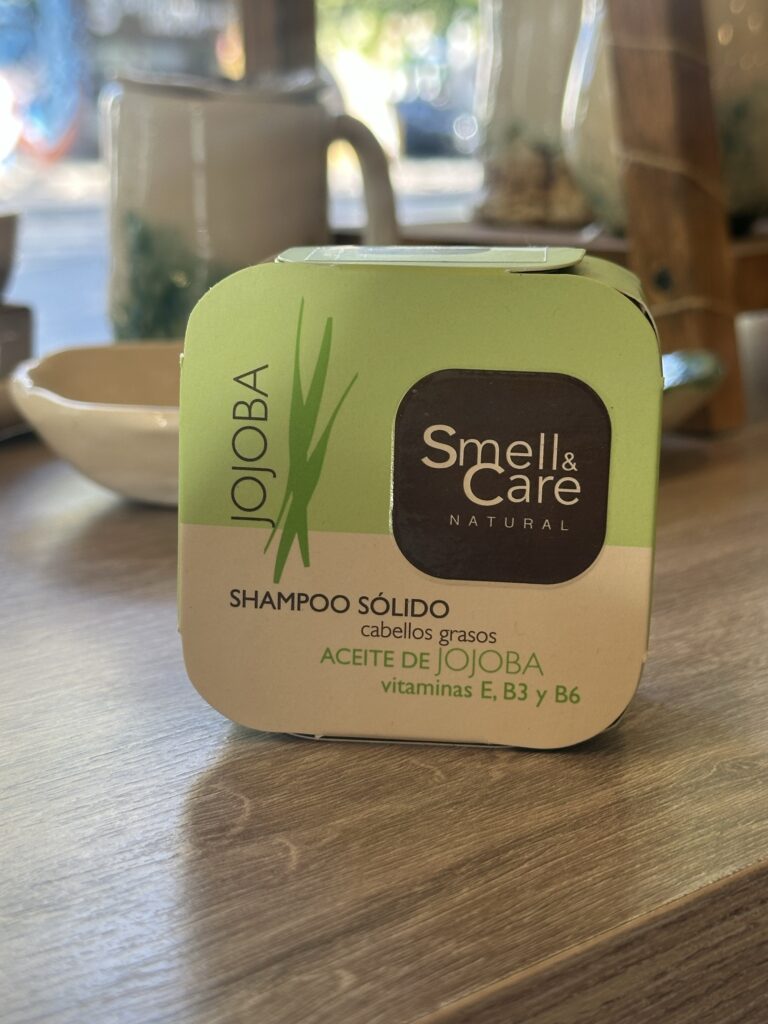 JOJOBA
Smell&
Care
NATURAL
SHAMPOO SÓLIDO
cabellos grasos
ACEITE DE JOJOBA
vitaminas E, B3 y B6